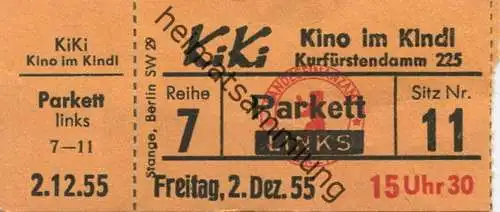 KiKi
Kino im Kindl
Parkett
links
7—11
2.12.55
Stange, Berlin SW 29
KiKi
Kino im Kindl
Kurfürstendamm 225
Reihe
7
Parkett
LINKS
Sitz Nr.
11
Freitag, 2. Dez. 55
15 Uhr 30
heimatsammlung.de